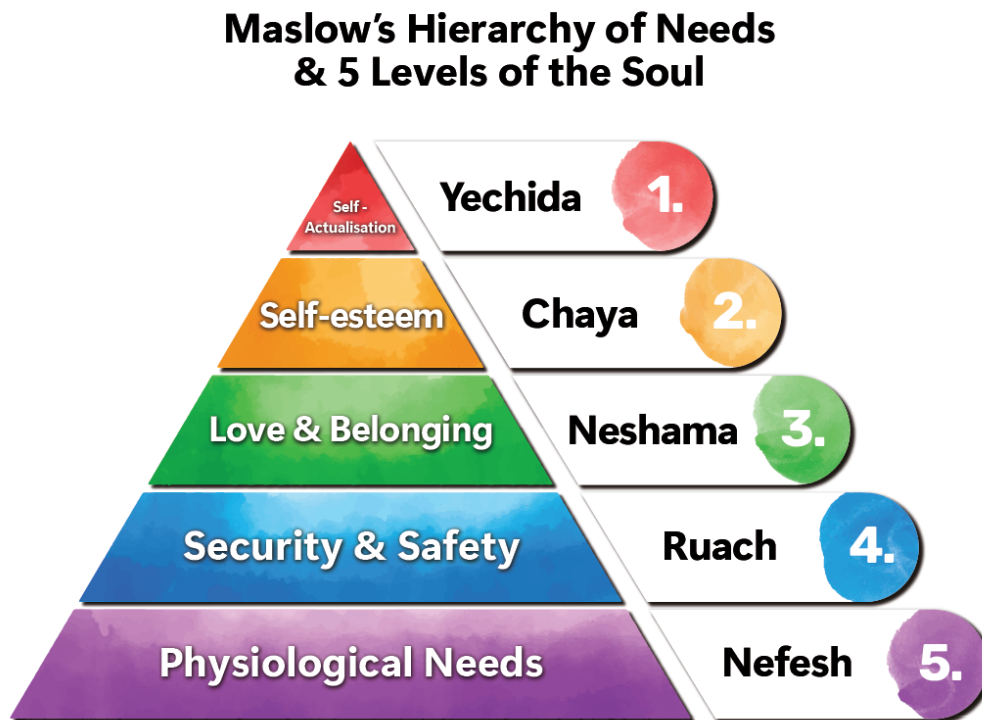 Maslow's Hierarchy of Needs
& 5 Levels of the Soul
Self -
Actualisation
Yechida 1.
Self-esteem
Chaya 2.
Love & Belonging
Neshama 3.
Security & Safety
Ruach 4.
Physiological Needs
Nefesh 5.